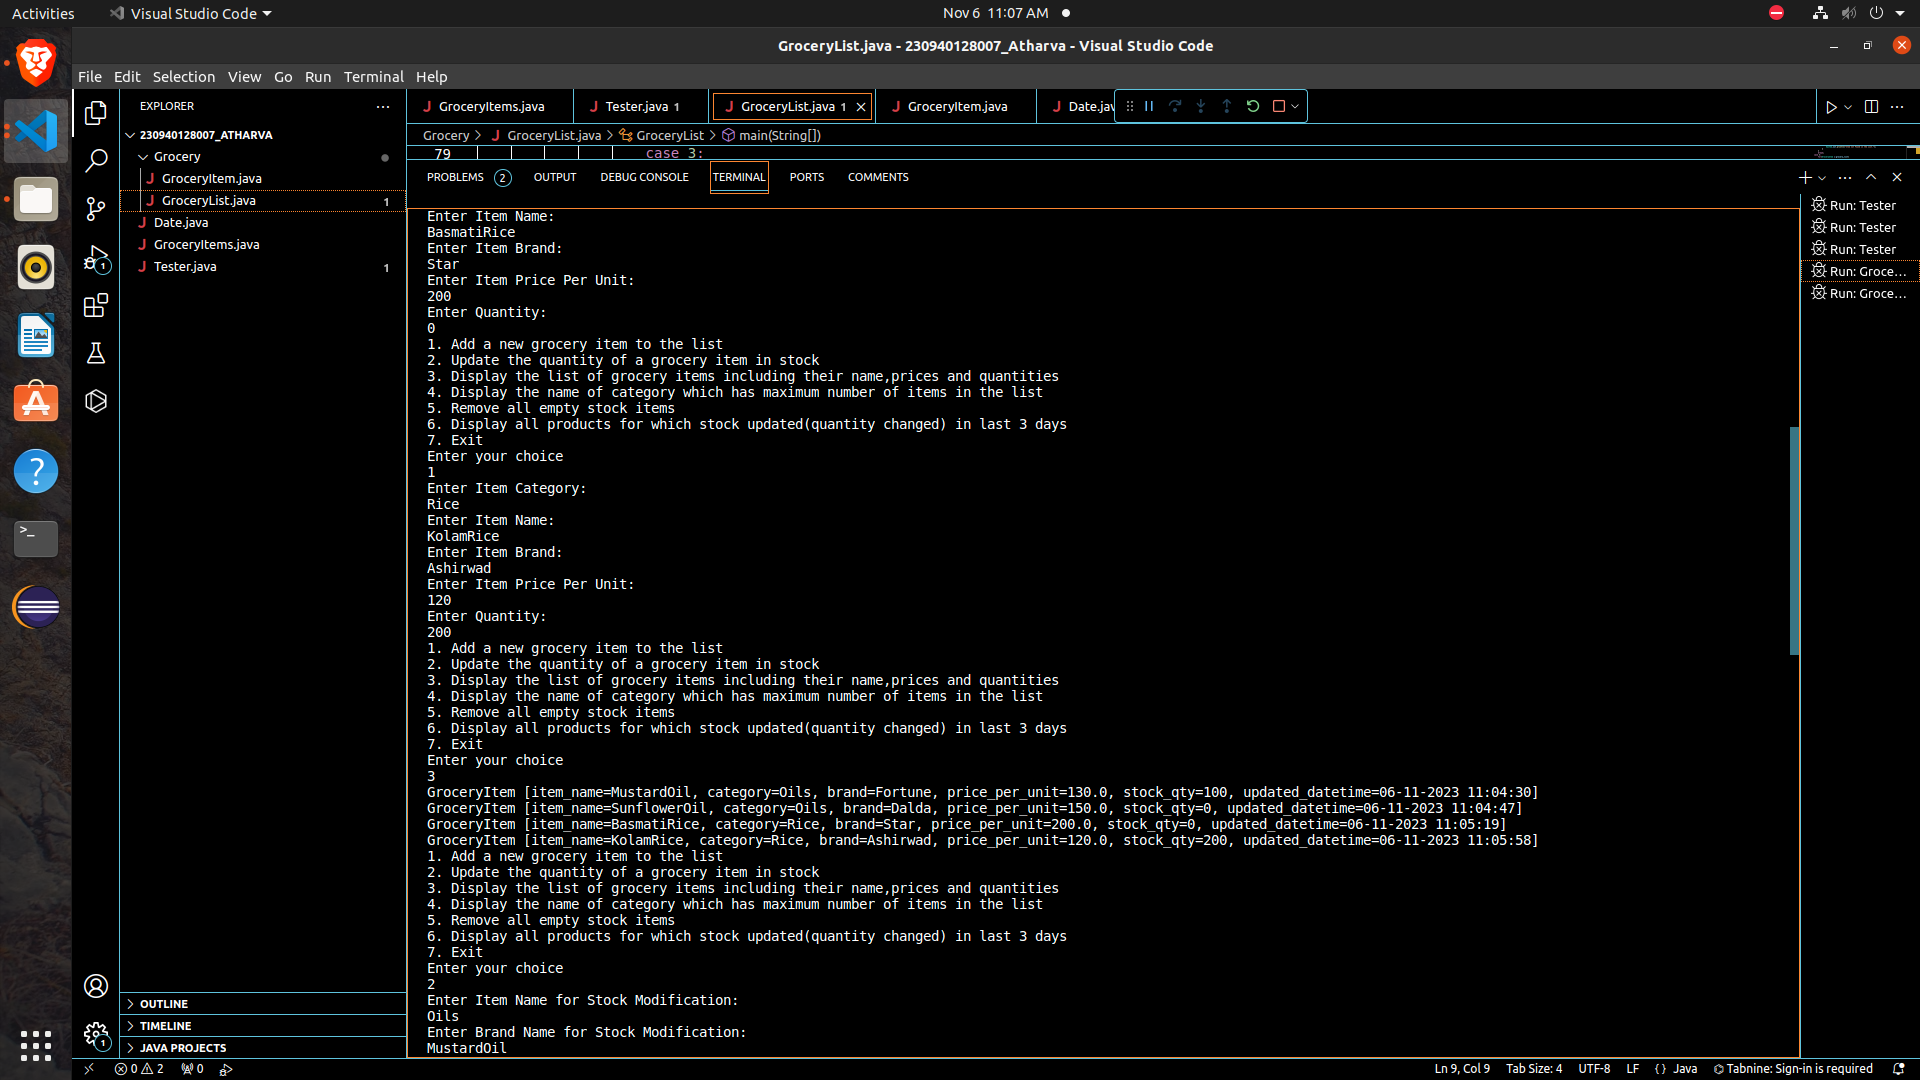 Activities
Visual Studio Code
Nov 6 11:07 AM
GroceryList.java - 230940128007_Atharva - Visual Studio Code
File Edit Selection View Go Run Terminal Help
EXPLORER
230940128007_ATHARVA
Grocery
GroceryItem.java
GroceryList.java 1
Date.java
GroceryItems.java
Tester.java 1
OUTLINE
TIMELINE
JAVA PROJECTS
GroceryItems.java
Tester.java 1
GroceryList.java 1
GroceryItem.java
Date.jav
Grocery > GroceryList.java > GroceryList > main(String[])
79 case 3:
PROBLEMS 2 OUTPUT DEBUG CONSOLE TERMINAL PORTS COMMENTS
Enter Item Name:
BasmatiRice
Enter Item Brand:
Star
Enter Item Price Per Unit:
200
Enter Quantity:
0
1. Add a new grocery item to the list
2. Update the quantity of a grocery item in stock
3. Display the list of grocery items including their name,prices and quantities
4. Display the name of category which has maximum number of items in the list
5. Remove all empty stock items
6. Display all products for which stock updated(quantity changed) in last 3 days
7. Exit
Enter your choice
1
Enter Item Category:
Rice
Enter Item Name:
KolamRice
Enter Item Brand:
Ashirwad
Enter Item Price Per Unit:
120
Enter Quantity:
200
1. Add a new grocery item to the list
2. Update the quantity of a grocery item in stock
3. Display the list of grocery items including their name,prices and quantities
4. Display the name of category which has maximum number of items in the list
5. Remove all empty stock items
6. Display all products for which stock updated(quantity changed) in last 3 days
7. Exit
Enter your choice
3
GroceryItem [item_name=MustardOil, category=Oils, brand=Fortune, price_per_unit=130.0, stock_qty=100, updated_datetime=06-11-2023 11:04:30]
GroceryItem [item_name=SunflowerOil, category=Oils, brand=Dalda, price_per_unit=150.0, stock_qty=0, updated_datetime=06-11-2023 11:04:47]
GroceryItem [item_name=BasmatiRice, category=Rice, brand=Star, price_per_unit=200.0, stock_qty=0, updated_datetime=06-11-2023 11:05:19]
GroceryItem [item_name=KolamRice, category=Rice, brand=Ashirwad, price_per_unit=120.0, stock_qty=200, updated_datetime=06-11-2023 11:05:58]
1. Add a new grocery item to the list
2. Update the quantity of a grocery item in stock
3. Display the list of grocery items including their name,prices and quantities
4. Display the name of category which has maximum number of items in the list
5. Remove all empty stock items
6. Display all products for which stock updated(quantity changed) in last 3 days
7. Exit
Enter your choice
2
Enter Item Name for Stock Modification:
Oils
Enter Brand Name for Stock Modification:
MustardOil
Run: Tester
Run: Tester
Run: Tester
Run: Groce...
Run: Groce...
0 2 0
Ln 9, Col 9 Tab Size: 4 UTF-8 LF {} Java Tabnine: Sign-in is required